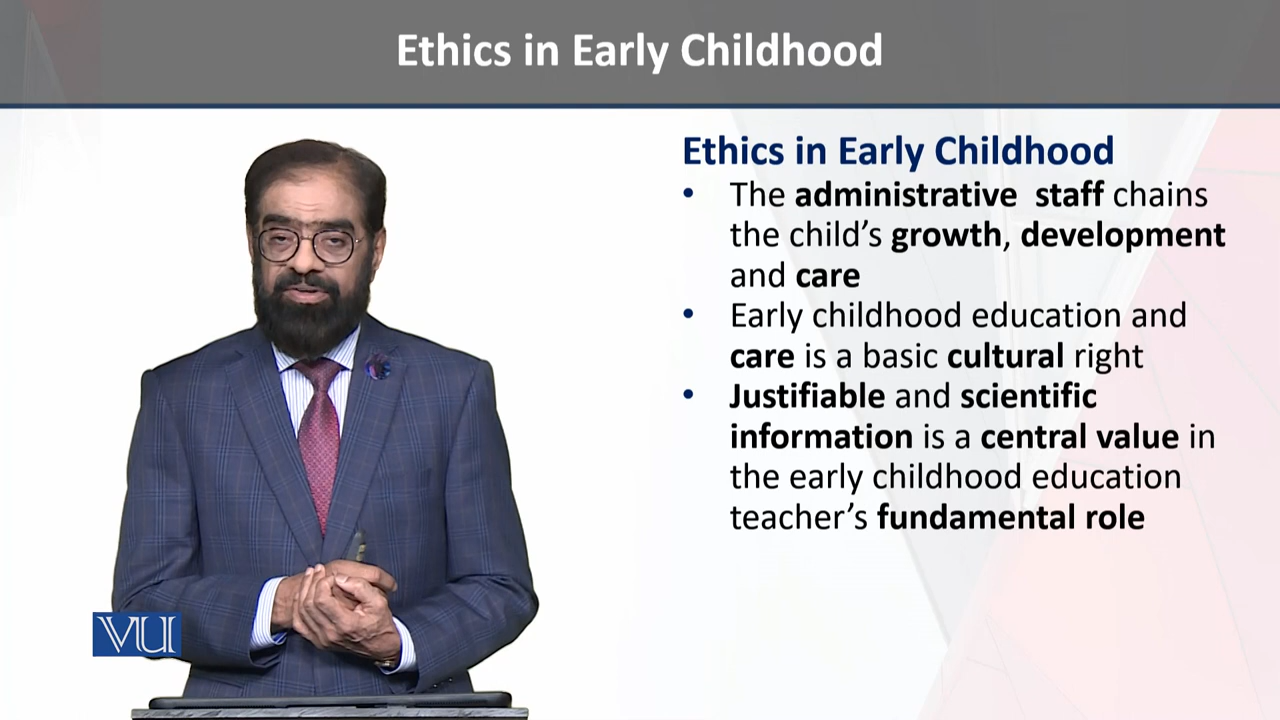 Ethics in Early Childhood
Ethics in Early Childhood
• The administrative staff chains
the child's growth, development
and care
• Early childhood education and
care is a basic cultural right
• Justifiable and scientific
information is a central value in
the early childhood education
teacher's fundamental role
VU